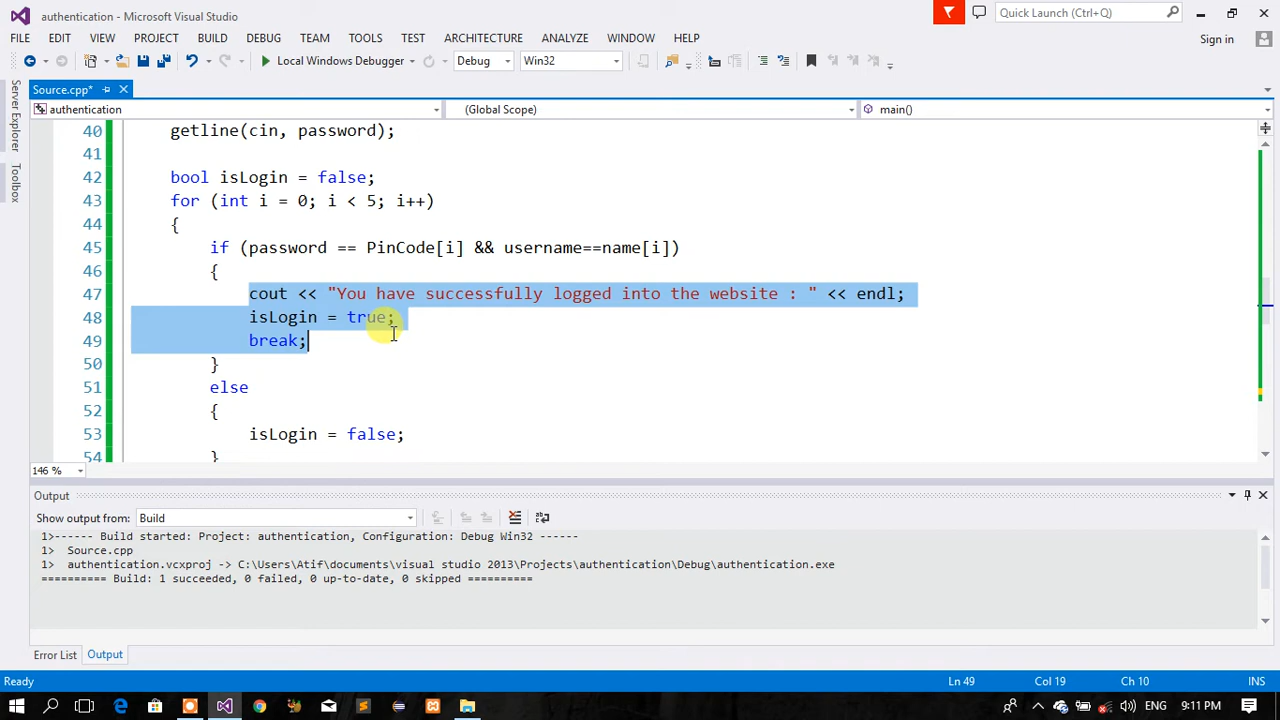 authentication - Microsoft Visual Studio
Quick Launch (Ctrl+Q)
FILE EDIT VIEW PROJECT BUILD DEBUG TEAM TOOLS TEST ARCHITECTURE ANALYZE WINDOW HELP
Sign in
Local Windows Debugger Debug Win32
Source.cpp*
authentication (Global Scope) main()
Server Explorer
Toolbox
40 getline(cin, password);
41
42 bool isLogin = false;
43 for (int i = 0; i < 5; i++)
44 {
45 if (password == PinCode[i] && username==name[i])
46 {
47 cout << "You have successfully logged into the website : " << endl;
48 isLogin = true;
49 break;
50 }
51 else
52 {
53 isLogin = false;
54 }
146 %
Output
Show output from: Build
1>------ Build started: Project: authentication, Configuration: Debug Win32 ------
1> Source.cpp
1> authentication.vcxproj -> C:\Users\Atif\documents\visual studio 2013\Projects\authentication\Debug\authentication.exe
========== Build: 1 succeeded, 0 failed, 0 up-to-date, 0 skipped ==========
Error List Output
Ready Ln 49 Col 19 Ch 10 INS
9:11 PM